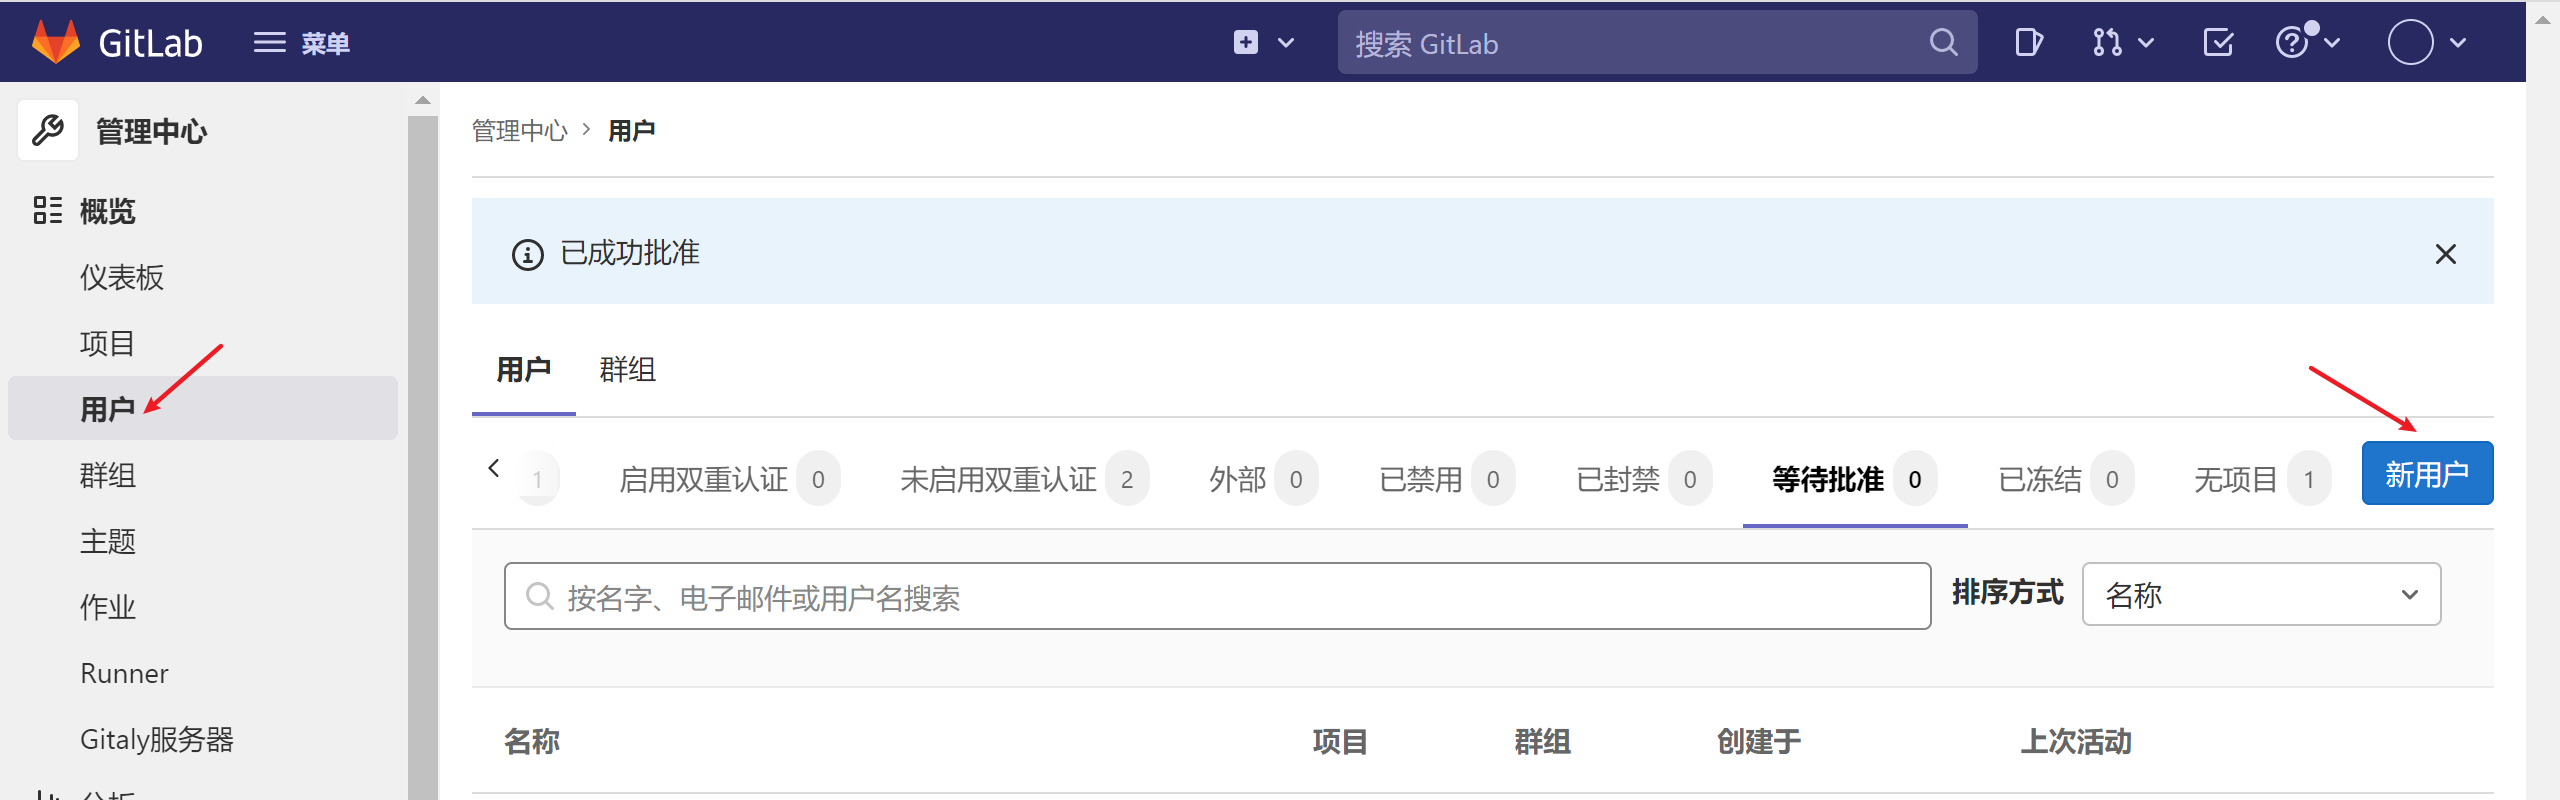 GitLab 菜单 搜索 GitLab
管理中心
概览
仪表板
项目
用户
群组
主题
作业
Runner
Gitaly服务器
分析
管理中心 > 用户
已成功批准
用户 群组
1 启用双重认证 0 未启用双重认证 2 外部 0 已禁用 0 已封禁 0 等待批准 0 已冻结 0 无项目 1 新用户
按名字、电子邮件或用户名搜索 排序方式 名称
名称 项目 群组 创建于 上次活动